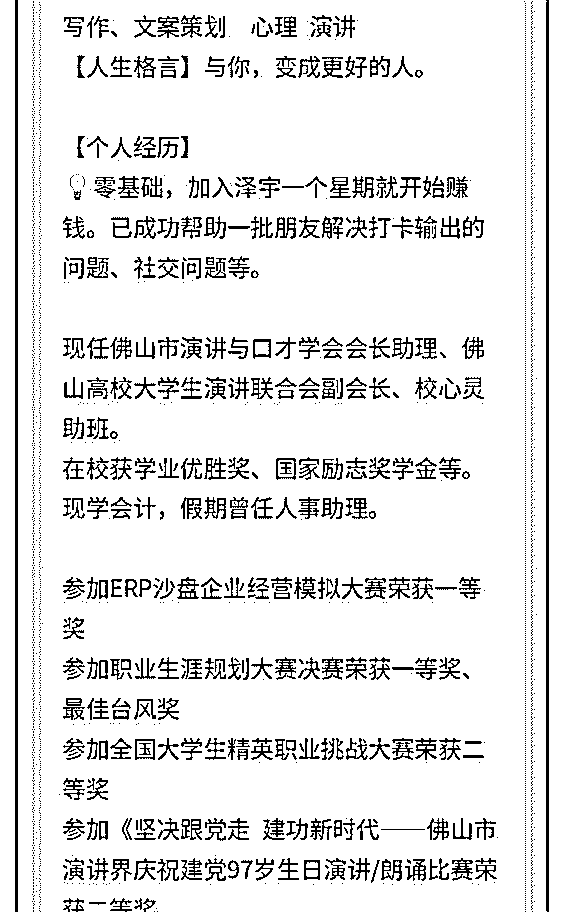 写作、文案策划 心理 演讲
【人生格言】与你，变成更好的人。
【个人经历】
零基础，加入泽宇一个星期就开始赚
钱。已成功帮助一批朋友解决打卡输出的
问题、社交问题等。
现任佛山市演讲与口才学会会长助理、佛
山高校大学生演讲联合会副会长、校心灵
助班。
在校获学业优胜奖、国家励志奖学金等。
现学会计，假期曾任人事助理。
参加ERP沙盘企业经营模拟大赛荣获一等
奖
参加职业生涯规划大赛决赛荣获一等奖、
最佳台风奖
参加全国大学生精英职业挑战大赛荣获二
等奖
参加《坚决跟党走 建功新时代——佛山市
演讲界庆祝建党97岁生日演讲/朗诵比赛荣
获二等奖